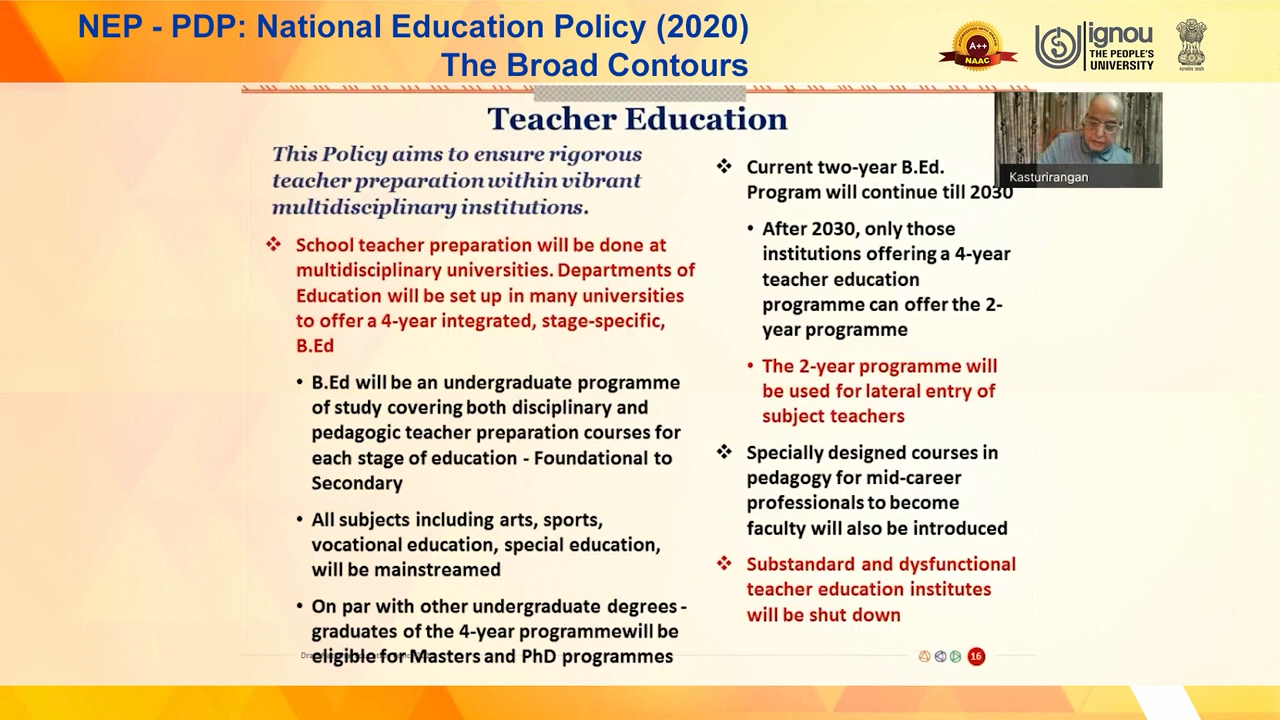 NEP - PDP: National Education Policy (2020)
The Broad Contours
A++
NAAC
ignou
THE PEOPLE'S
UNIVERSITY
Teacher Education
This Policy aims to ensure rigorous
teacher preparation within vibrant
multidisciplinary institutions.
❖ School teacher preparation will be done at
multidisciplinary universities. Departments of
Education will be set up in many universities
to offer a 4-year integrated, stage-specific,
B.Ed
• B.Ed will be an undergraduate programme
of study covering both disciplinary and
pedagogic teacher preparation courses for
each stage of education - Foundational to
Secondary
• All subjects including arts, sports,
vocational education, special education,
will be mainstreamed
• On par with other undergraduate degrees -
graduates of the 4-year programmewill be
eligible for Masters and PhD programmes
❖ Current two-year B.Ed.
Program will continue till 2030
• After 2030, only those
institutions offering a 4-year
teacher education
programme can offer the 2-
year programme
• The 2-year programme will
be used for lateral entry of
subject teachers
❖ Specially designed courses in
pedagogy for mid-career
professionals to become
faculty will also be introduced
❖ Substandard and dysfunctional
teacher education institutes
will be shut down
Kasturirangan
16